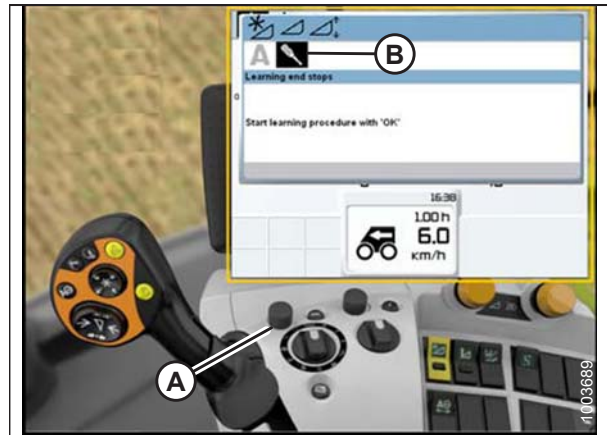 A
B
Learning end stops
Start learning procedure with 'OK'
16:38
1.00 h
6.0
km/h
A
1003689